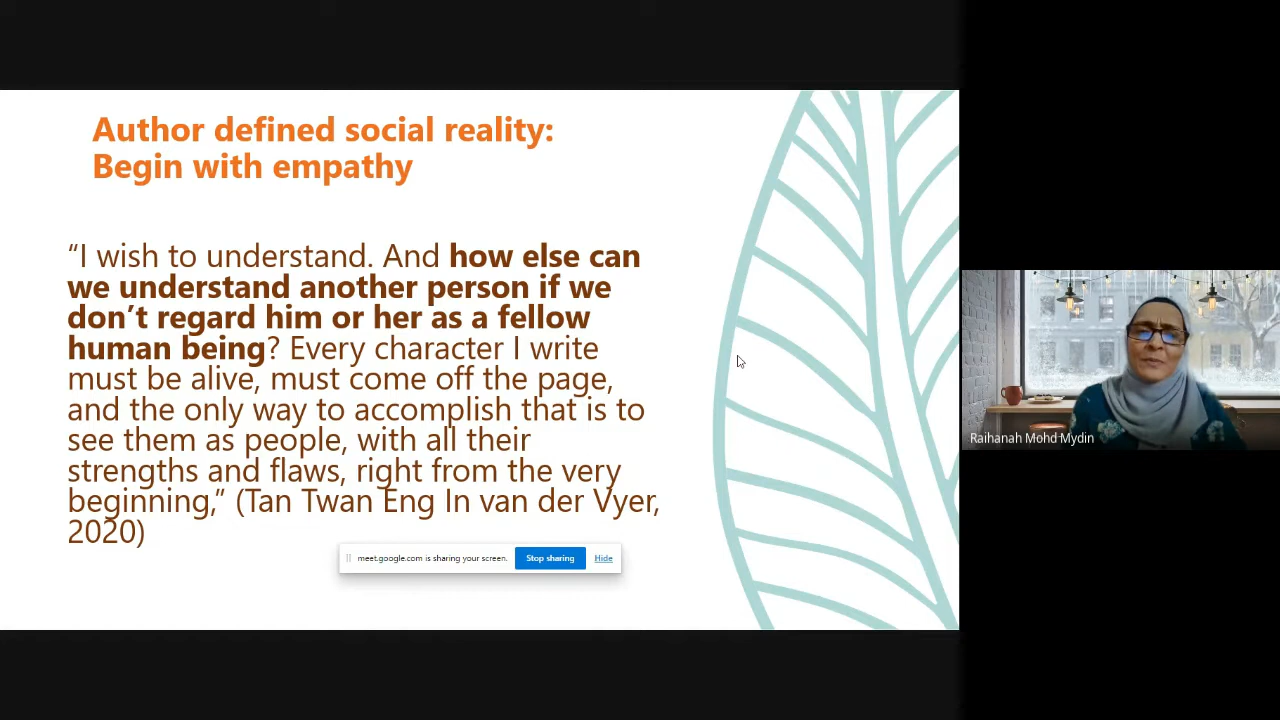 Author defined social reality:
Begin with empathy
“I wish to understand. And how else can
we understand another person if we
don’t regard him or her as a fellow
human being? Every character I write
must be alive, must come off the page,
and the only way to accomplish that is to
see them as people, with all their
strengths and flaws, right from the very
beginning,” (Tan Twan Eng In van der Vyer,
2020)
meet.google.com is sharing your screen. Stop sharing Hide
Raihanah Mohd Mydin